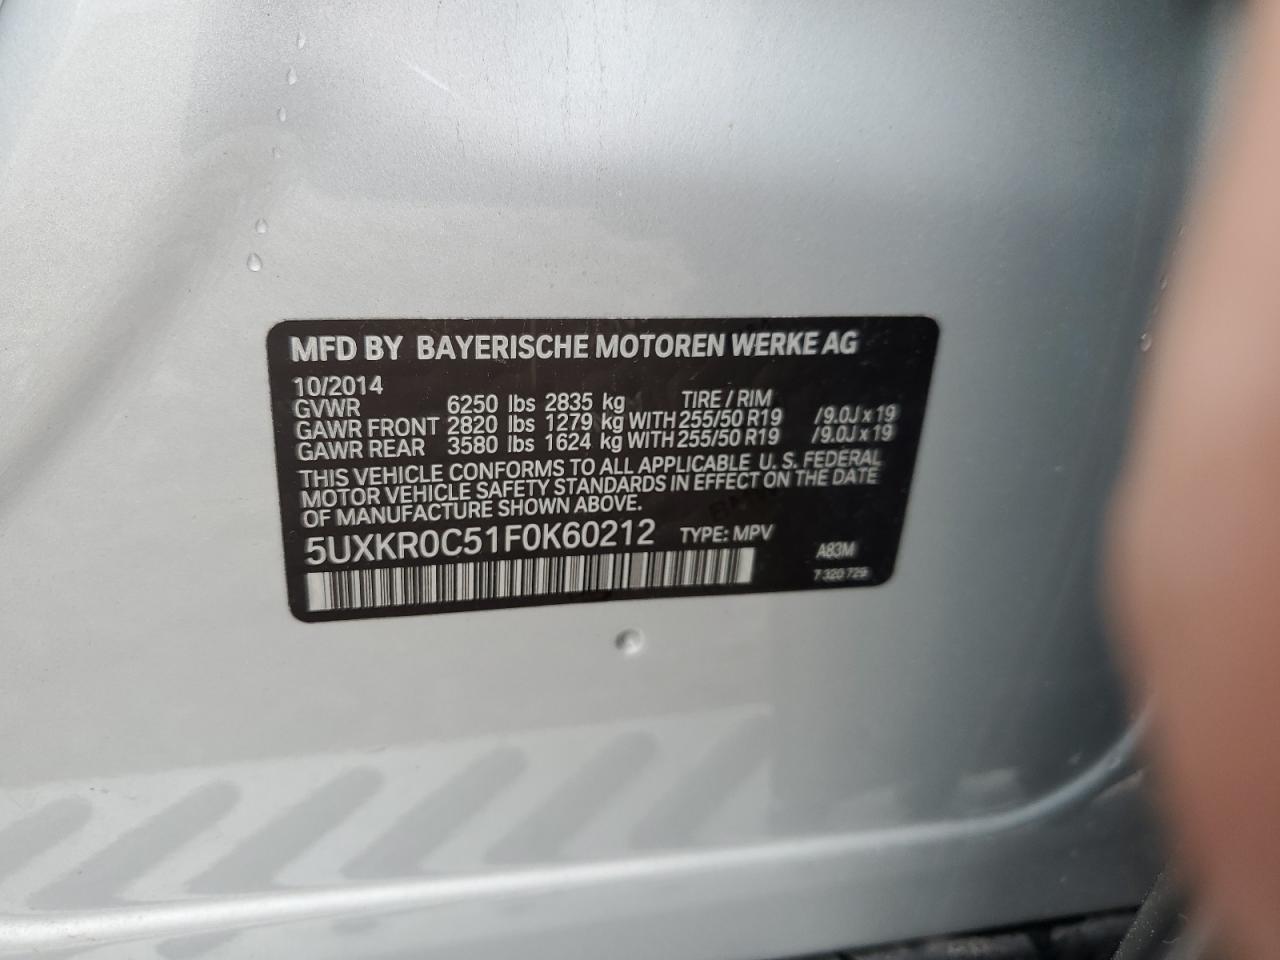 MFD BY BAYERISCHE MOTOREN WERKE AG
10/2014 TIRE / RIM
GVWR 6250 lbs 2835 kg
GAWR FRONT 2820 lbs 1279 kg WITH 255/50 R19 /9.0J x 19
GAWR REAR 3580 lbs 1624 kg WITH 255/50 R19 /9.0J x 19
THIS VEHICLE CONFORMS TO ALL APPLICABLE U. S. FEDERAL
MOTOR VEHICLE SAFETY STANDARDS IN EFFECT ON THE DATE
OF MANUFACTURE SHOWN ABOVE.
5UXKR0C51F0K60212 TYPE: MPV
A83M
7 320 729